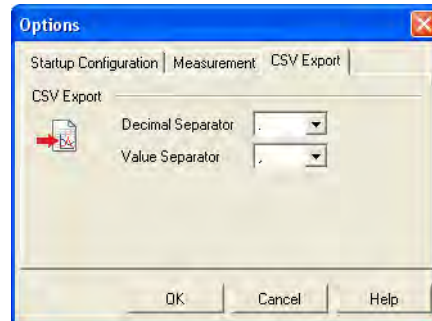 Options
Startup Configuration Measurement CSV Export
CSV Export
Decimal Separator .
Value Separator ,
OK Cancel Help